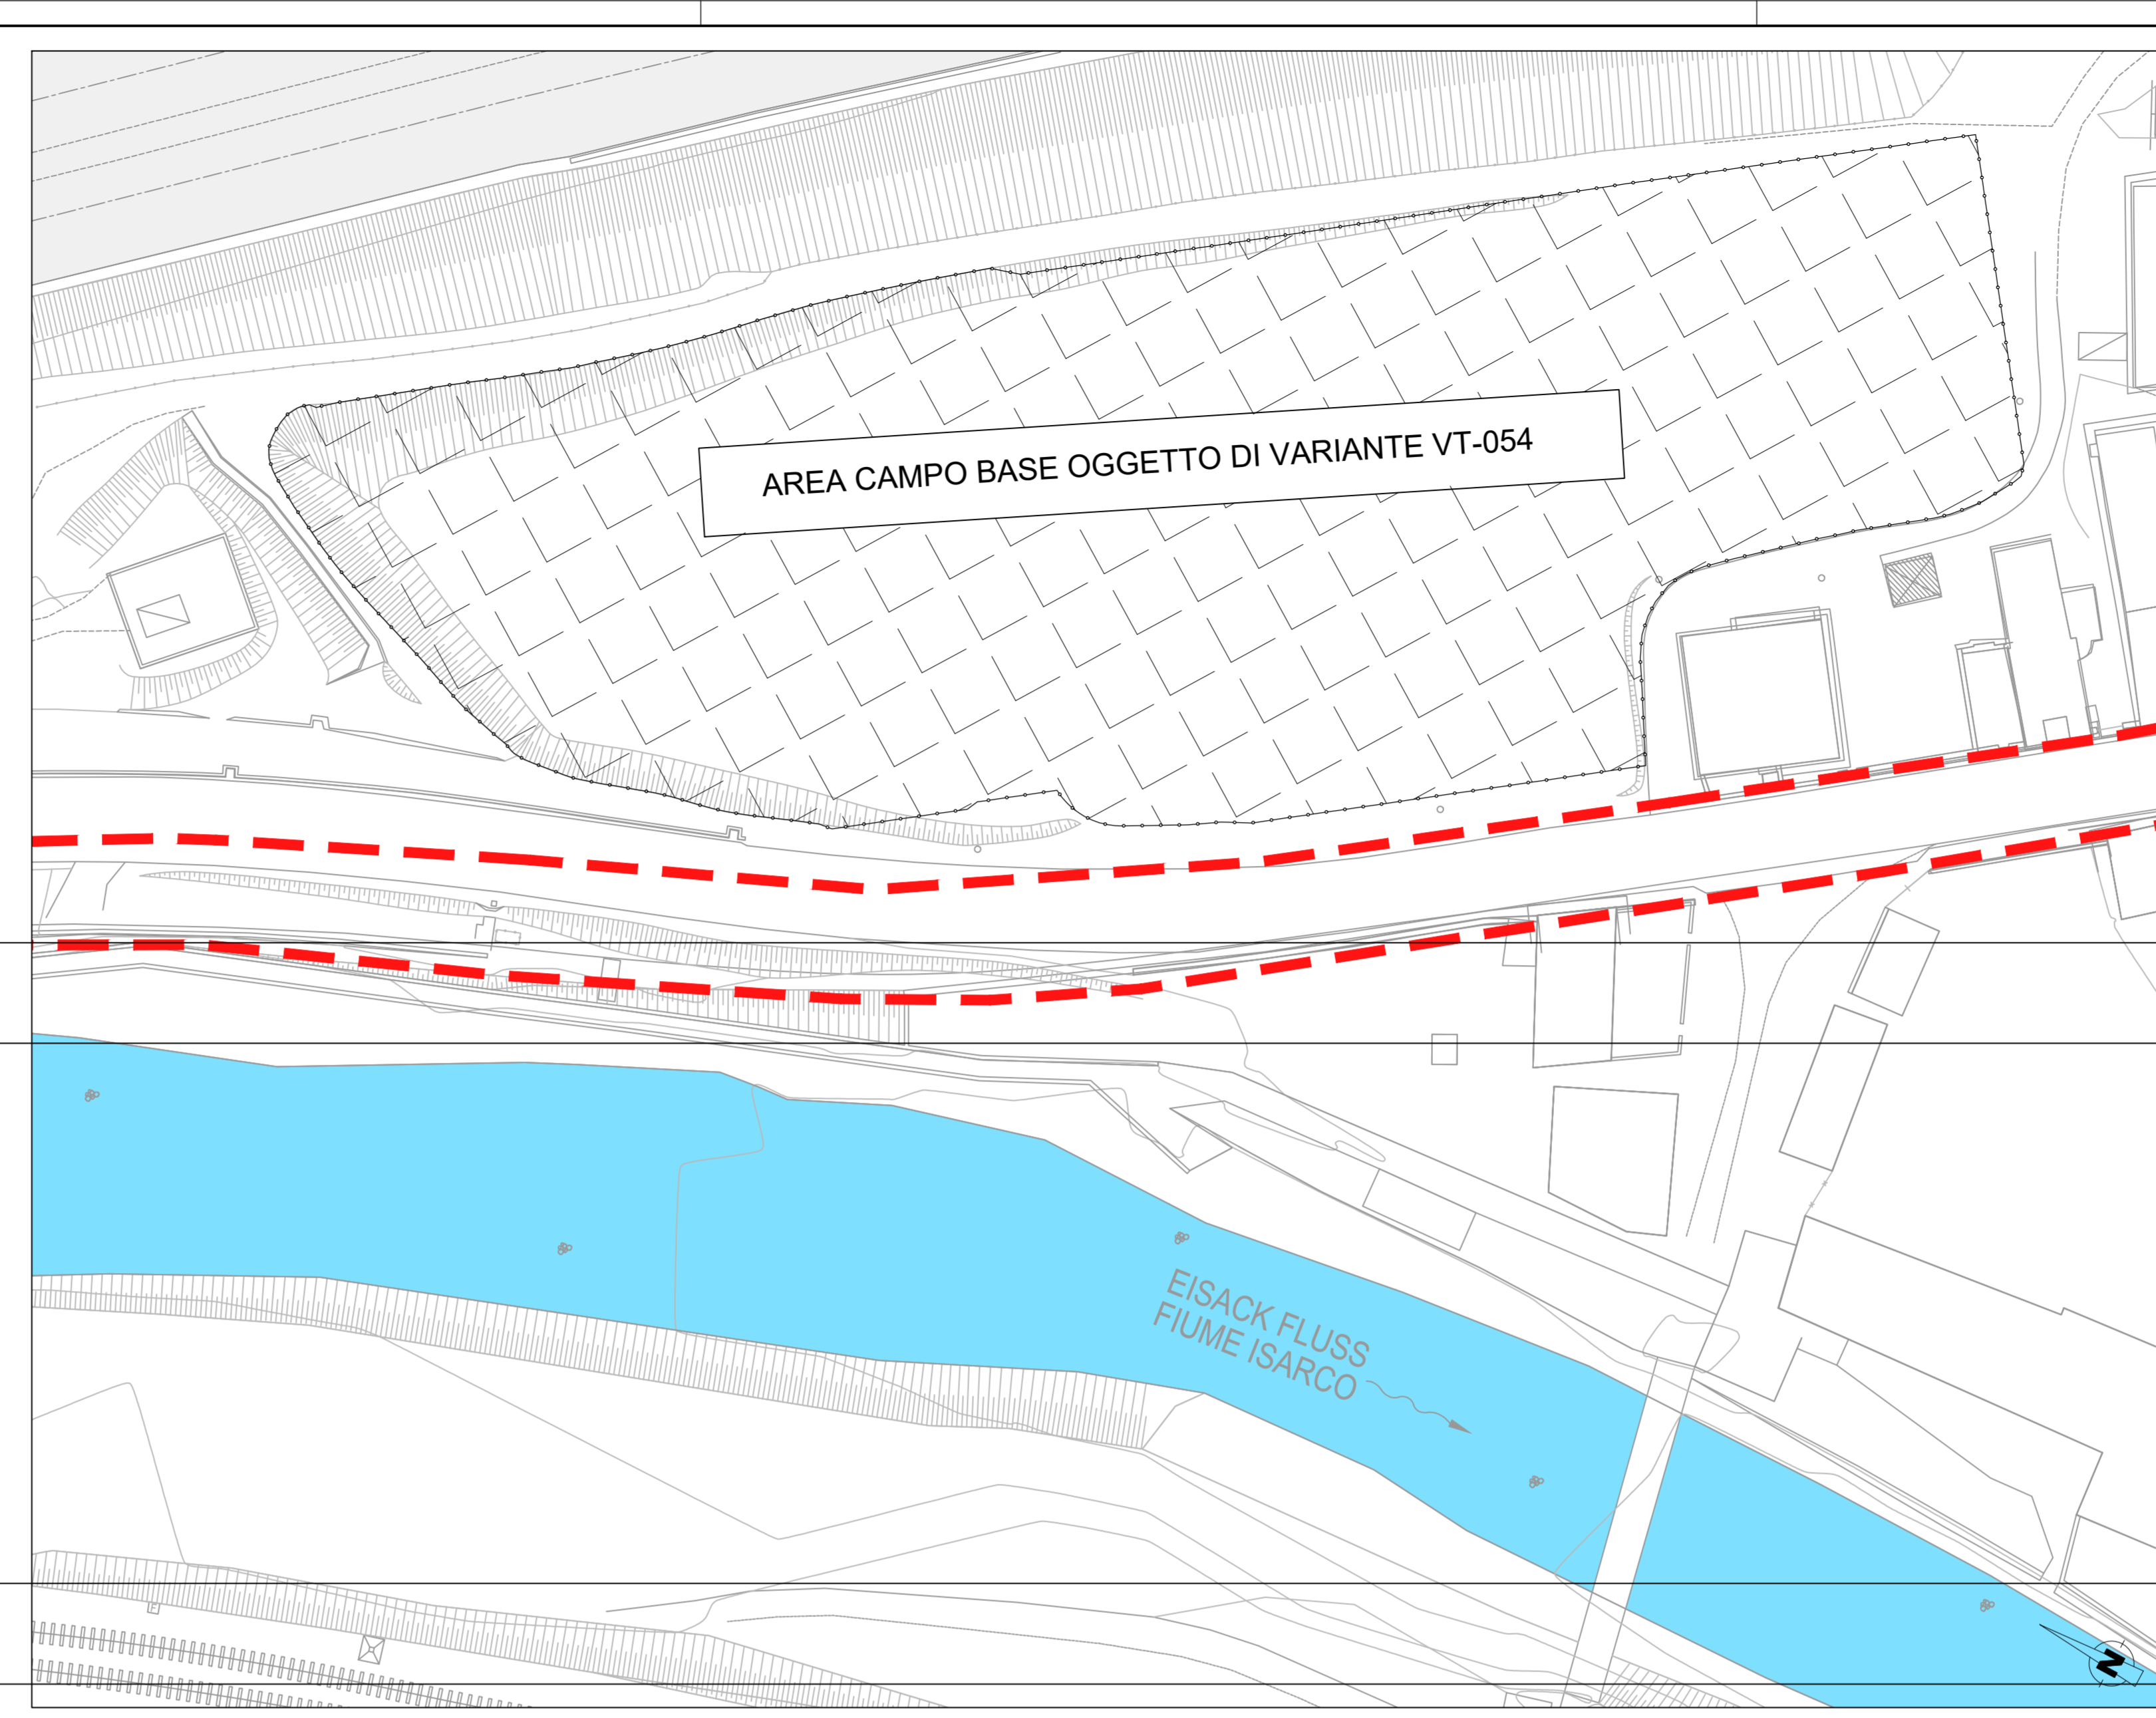 AREA CAMPO BASE OGGETTO DI VARIANTE VT-054
EISACK FLUSS
FIUME ISARCO
N